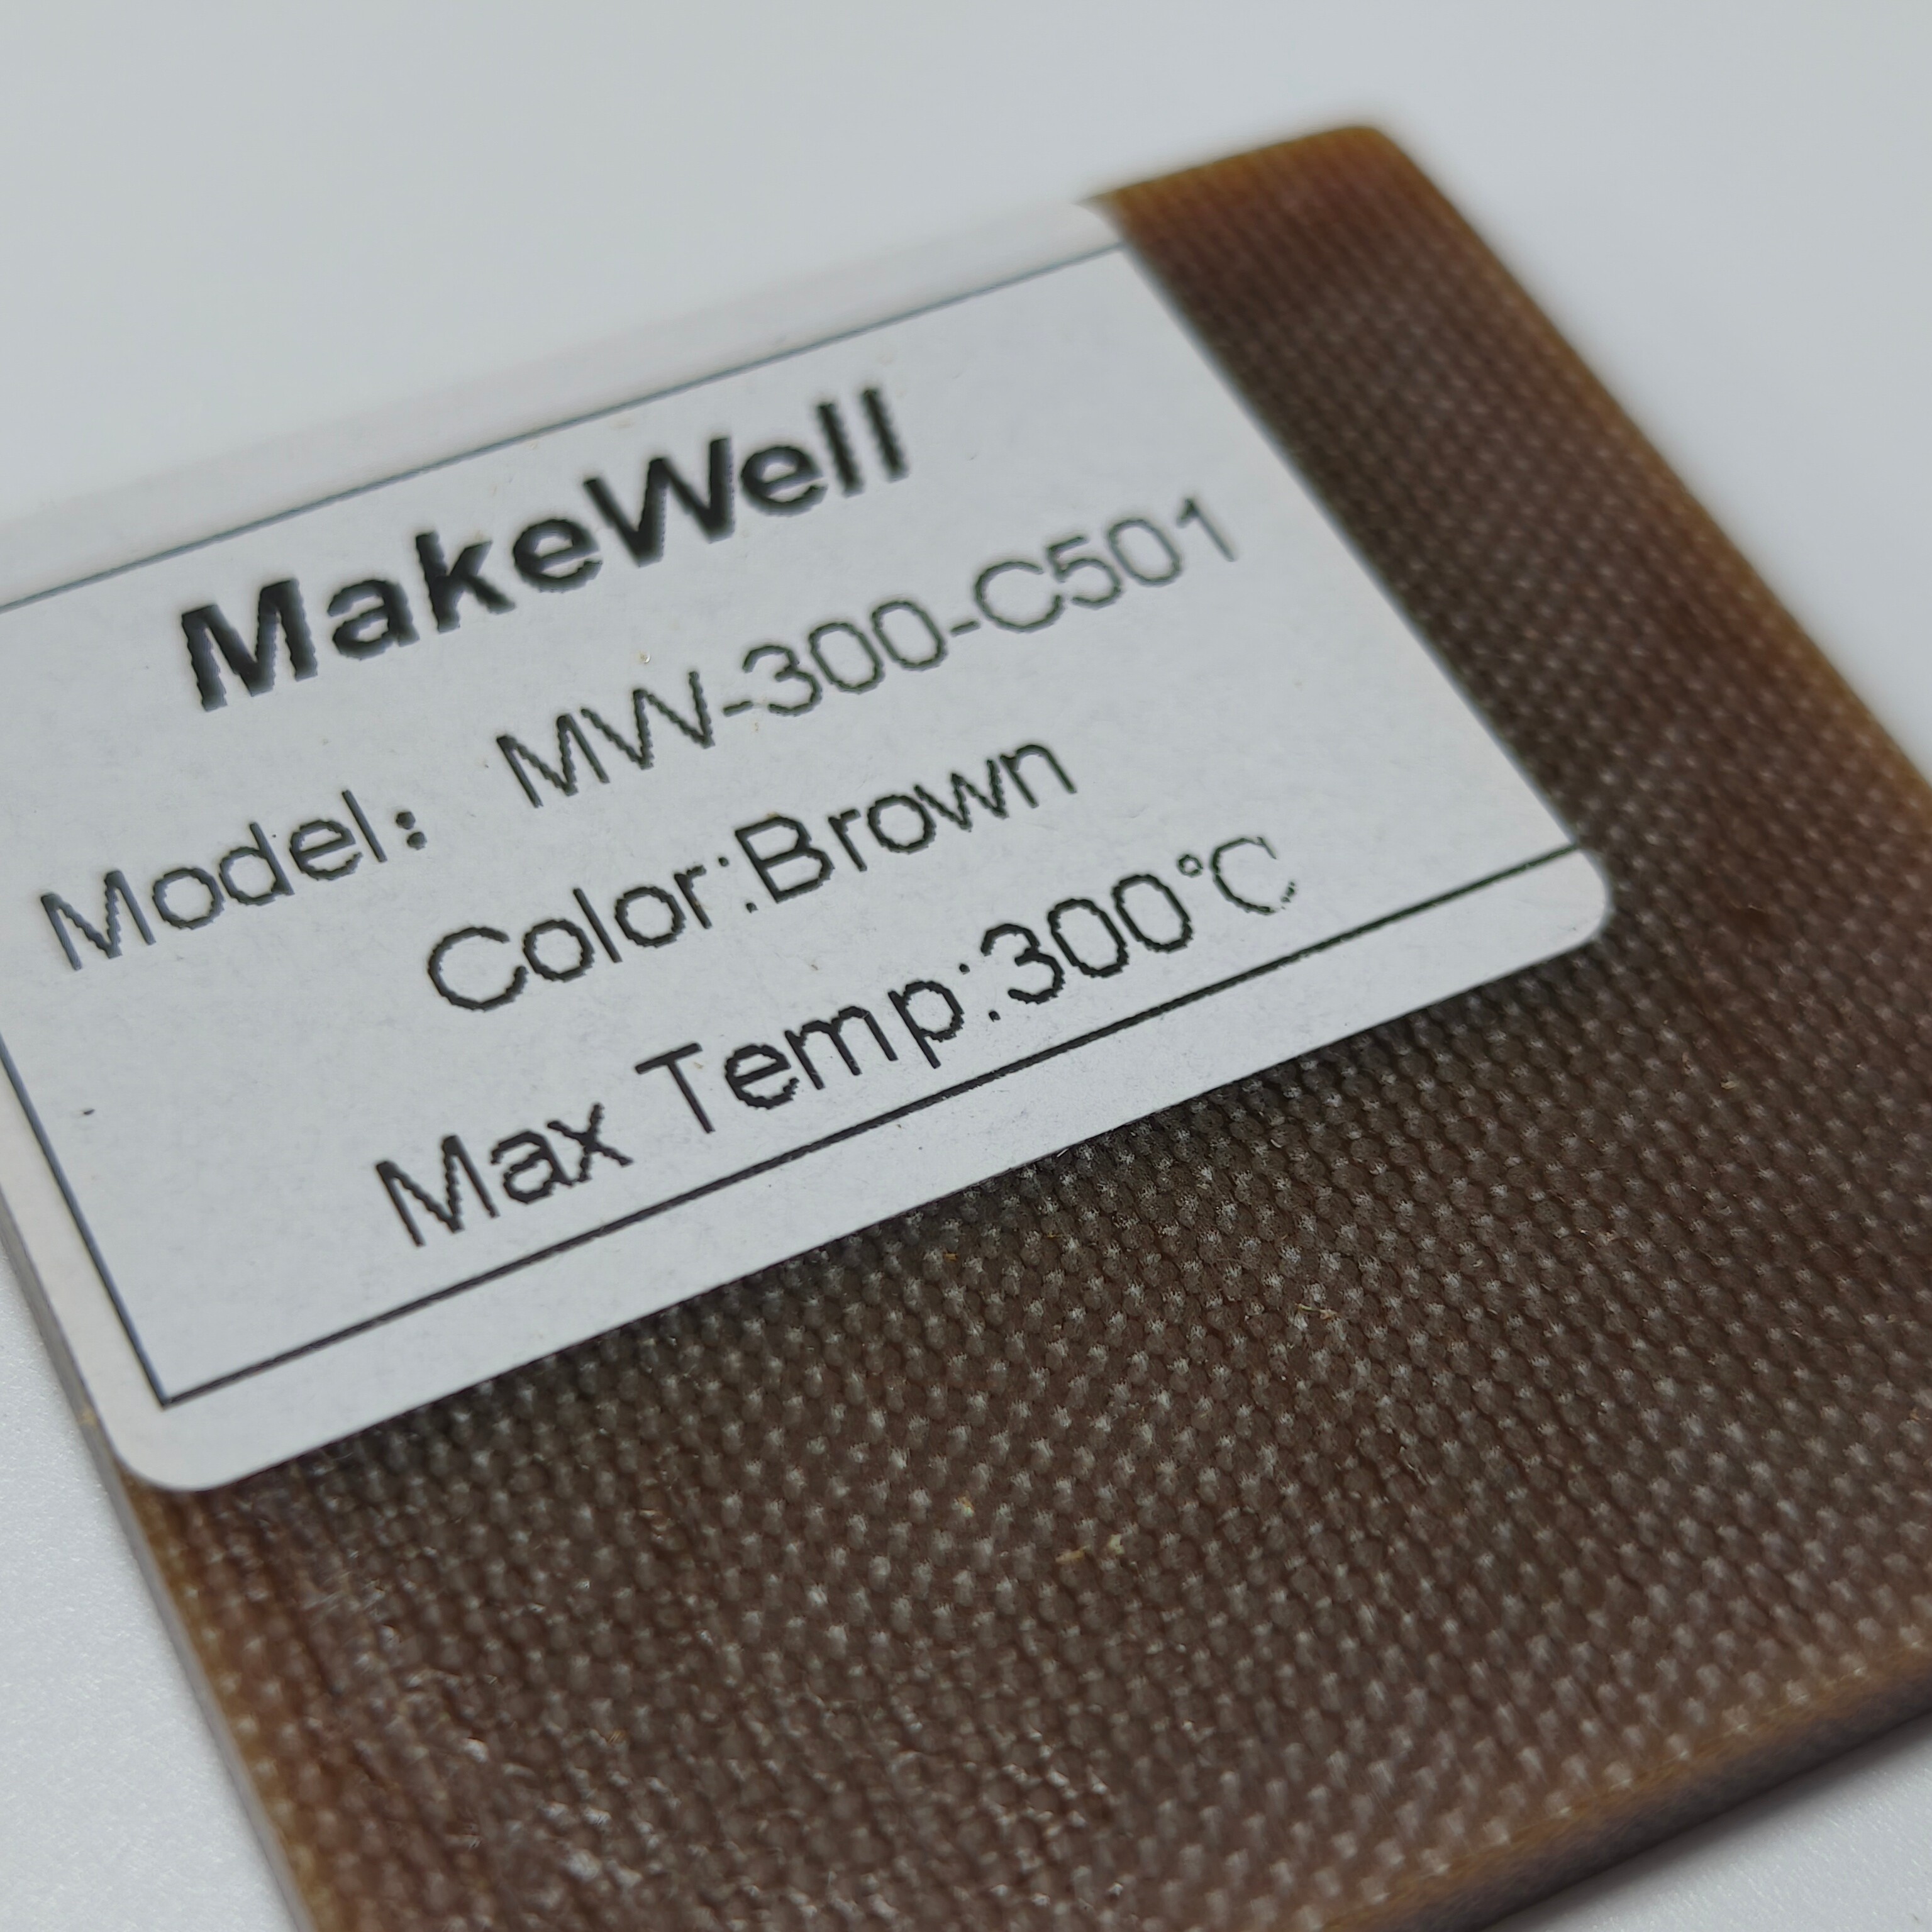 MakeWell
Model： MW-300-C501
Color:Brown
Max Temp:300℃